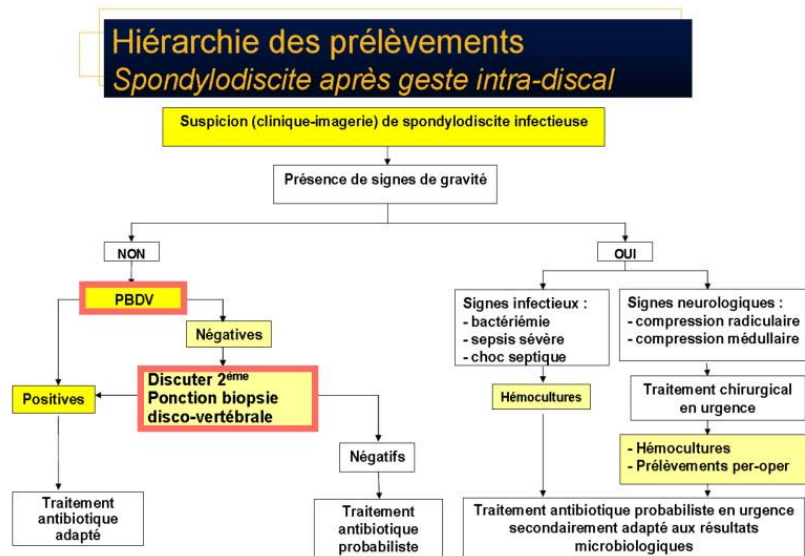 Hiérarchie des prélèvements
Spondylodiscite après geste intra-discal
Suspicion (clinique-imagerie) de spondylodiscite infectieuse
Présence de signes de gravité
NON
OUI
PBDV
Négatives
Positives
Discuter 2ème
Ponction biopsie
disco-vertébrale
Négatifs
Traitement
antibiotique
adapté
Traitement
antibiotique
probabiliste
Signes infectieux :
- bactériémie
- sepsis sévère
- choc septique
Hémocultures
Signes neurologiques :
- compression radiculaire
- compression médullaire
Traitement chirurgical
en urgence
- Hémocultures
- Prélèvements per-oper
Traitement antibiotique probabiliste en urgence
secondairement adapté aux résultats
microbiologiques